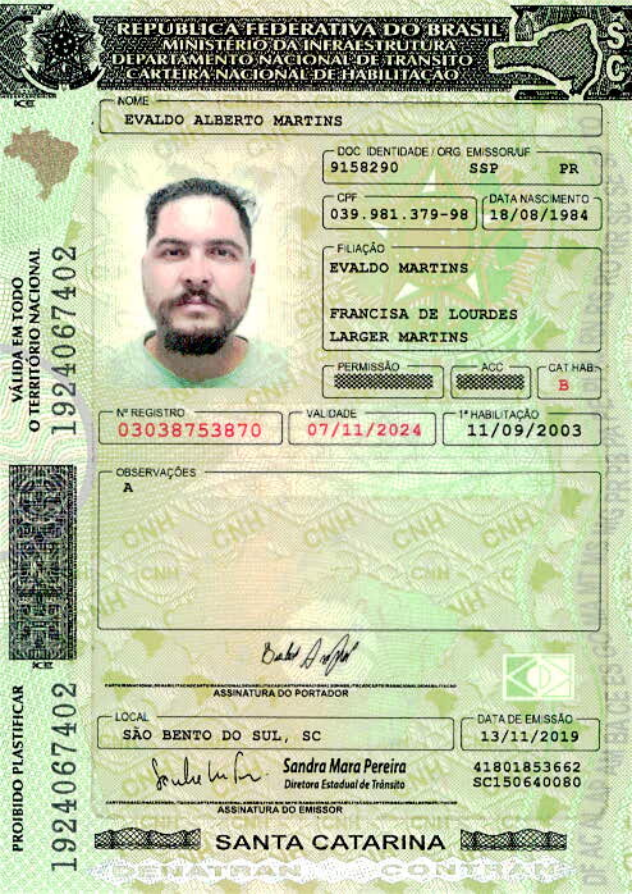 REPÚBLICA FEDERATIVA DO BRASIL
MINISTÉRIO DA INFRAESTRUTURA
DEPARTAMENTO NACIONAL DE TRÂNSITO
CARTEIRA NACIONAL DE HABILITAÇÃO
SC
NOME
EVALDO ALBERTO MARTINS
DOC. IDENTIDADE / ORG. EMISSOR/UF
9158290 SSP PR
CPF DATA NASCIMENTO
039.981.379-98 18/08/1984
FILIAÇÃO
EVALDO MARTINS
FRANCISA DE LOURDES
LARGER MARTINS
PERMISSÃO ACC CAT HAB.
B
Nº REGISTRO VALIDADE 1ª HABILITAÇÃO
03038753870 07/11/2024 11/09/2003
OBSERVAÇÕES
A
ASSINATURA DO PORTADOR
LOCAL DATA DE EMISSÃO
SÃO BENTO DO SUL, SC 13/11/2019
Sandra Mara Pereira
Diretora Estadual de Trânsito
41801853662
SC150640080
ASSINATURA DO EMISSOR
SANTA CATARINA
DENATRAN CONTRAN
VÁLIDA EM TODO
O TERRITÓRIO NACIONAL
1924067402
PROIBIDO PLASTIFICAR
1924067402